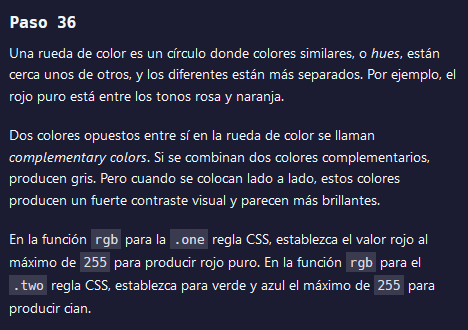 Paso 36
Una rueda de color es un círculo donde colores similares, o hues, están
cerca unos de otros, y los diferentes están más separados. Por ejemplo, el
rojo puro está entre los tonos rosa y naranja.
Dos colores opuestos entre sí en la rueda de color se llaman
complementary colors. Si se combinan dos colores complementarios,
producen gris. Pero cuando se colocan lado a lado, estos colores
producen un fuerte contraste visual y parecen más brillantes.
En la función rgb para la .one regla CSS, establezca el valor rojo al
máximo de 255 para producir rojo puro. En la función rgb para el
.two regla CSS, establezca para verde y azul el máximo de 255 para
producir cian.